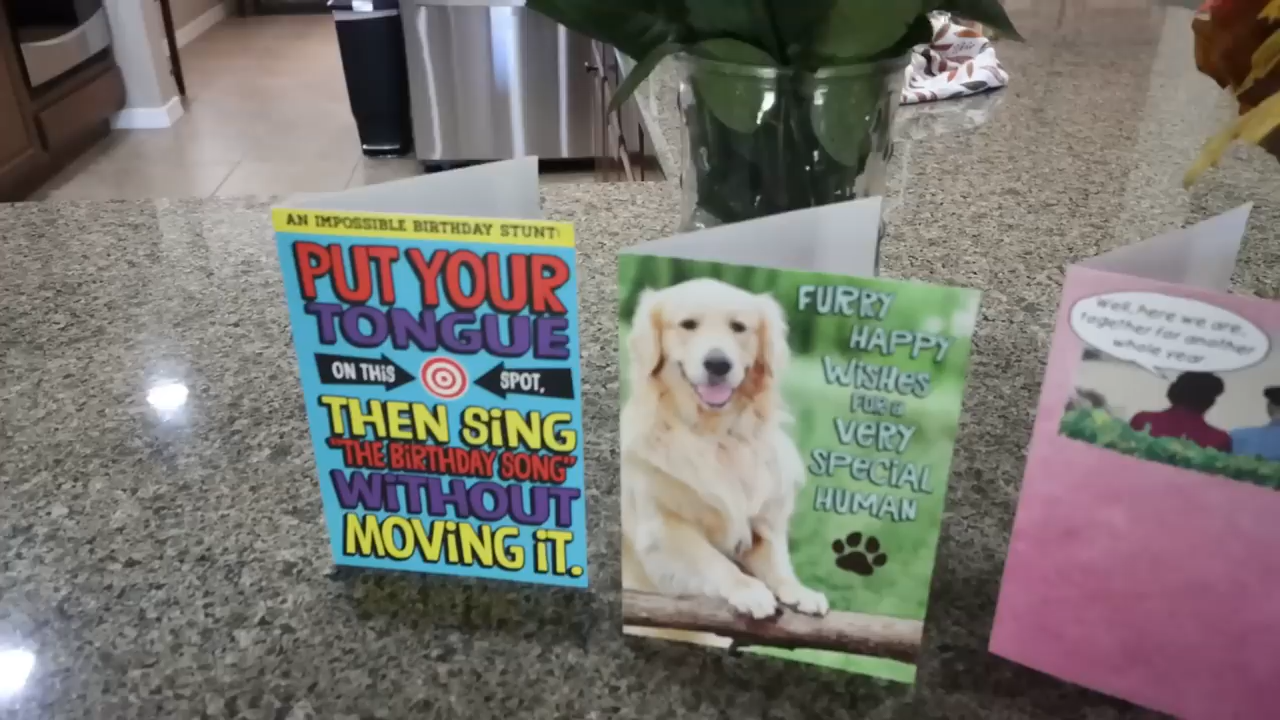 AN IMPOSSIBLE BIRTHDAY STUNT:
PUT YOUR
TONGUE
ON THiS
SPOT,
THEN SiNG
"THE BiRTHDAY SONG"
WiTHOUT
MOViNG iT.
FURRY
HAPPY
WiSHES
FOR a
VERY
SPECiAL
HUMAN
Well, here we are,
together for another
whole year